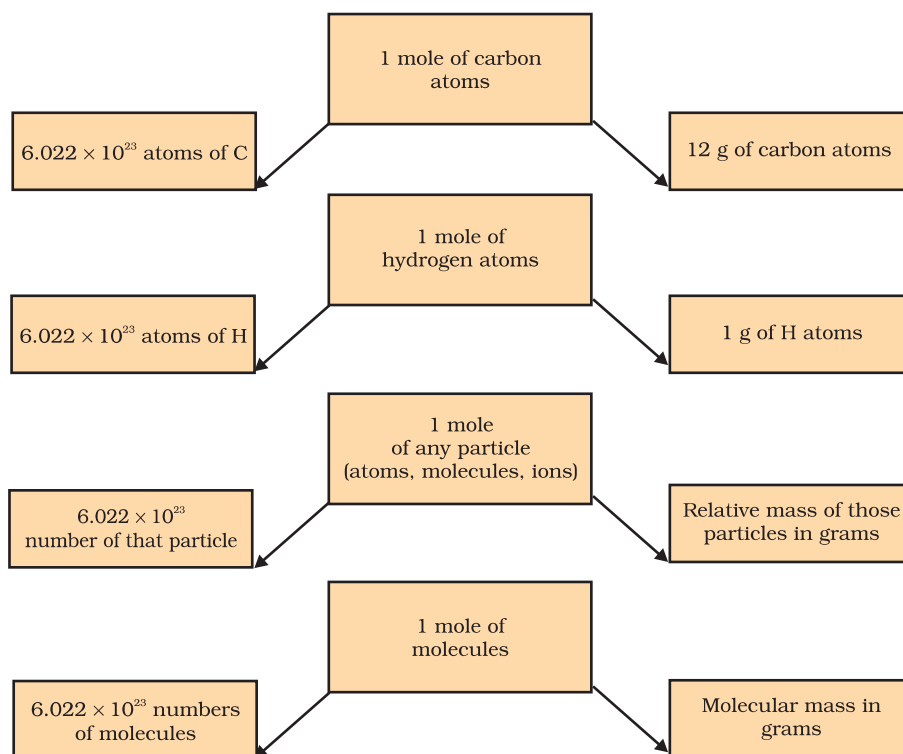 1 mole of carbon
atoms
6.022 × 10²³ atoms of C
12 g of carbon atoms
1 mole of
hydrogen atoms
6.022 × 10²³ atoms of H
1 g of H atoms
1 mole
of any particle
(atoms, molecules, ions)
6.022 × 10²³
number of that particle
Relative mass of those
particles in grams
1 mole of
molecules
6.022 × 10²³ numbers
of molecules
Molecular mass in
grams